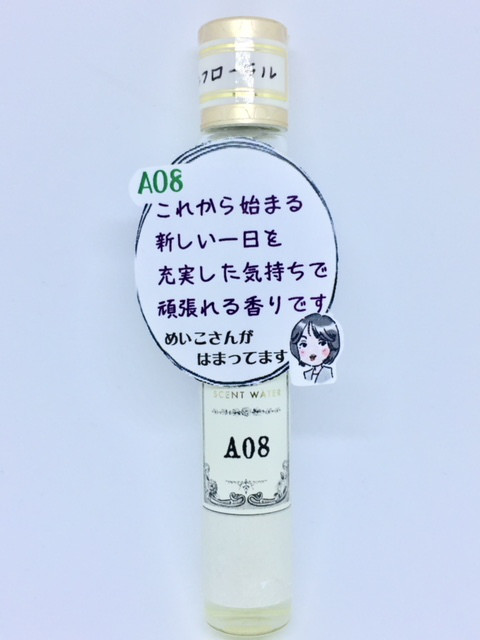 フローラル
A08
これから始まる
新しい一日を
充実した気持ちで
頑張れる香りです
めいこさんが
はまってます
SCENT WATER
A08